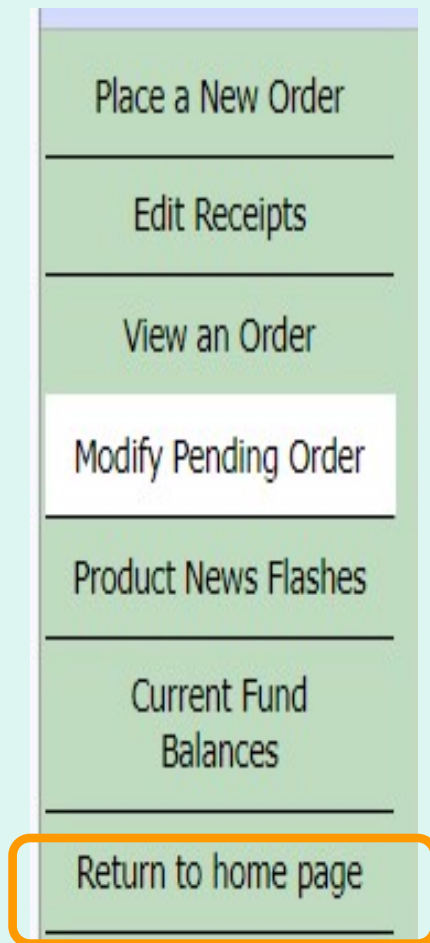 Place a New Order
Edit Receipts
View an Order
Modify Pending Order
Product News Flashes
Current Fund
Balances
Return to home page